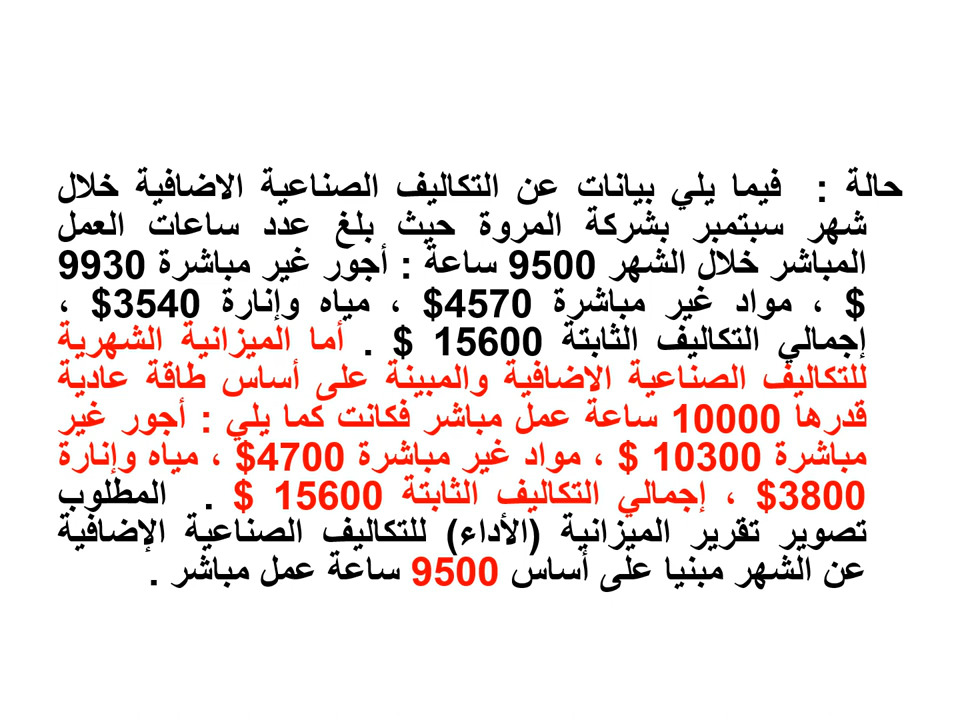 حالة : فيما يلي بيانات عن التكاليف الصناعية الاضافية خلال
شهر سبتمبر بشركة المروة حيث بلغ عدد ساعات العمل
المباشر خلال الشهر 9500 ساعة : أجور غير مباشرة 9930
$ ، مواد غير مباشرة 4570$ ، مياه وإنارة 3540$ ،
إجمالي التكاليف الثابتة 15600 $ . أما الميزانية الشهرية
للتكاليف الصناعية الاضافية والمبينة على أساس طاقة عادية
قدرها 10000 ساعة عمل مباشر فكانت كما يلي : أجور غير
مباشرة 10300 $ ، مواد غير مباشرة 4700$ ، مياه وإنارة
3800$ ، إجمالي التكاليف الثابتة 15600 $ . المطلوب
تصوير تقرير الميزانية (الأداء) للتكاليف الصناعية الإضافية
عن الشهر مبنيا على أساس 9500 ساعة عمل مباشر .